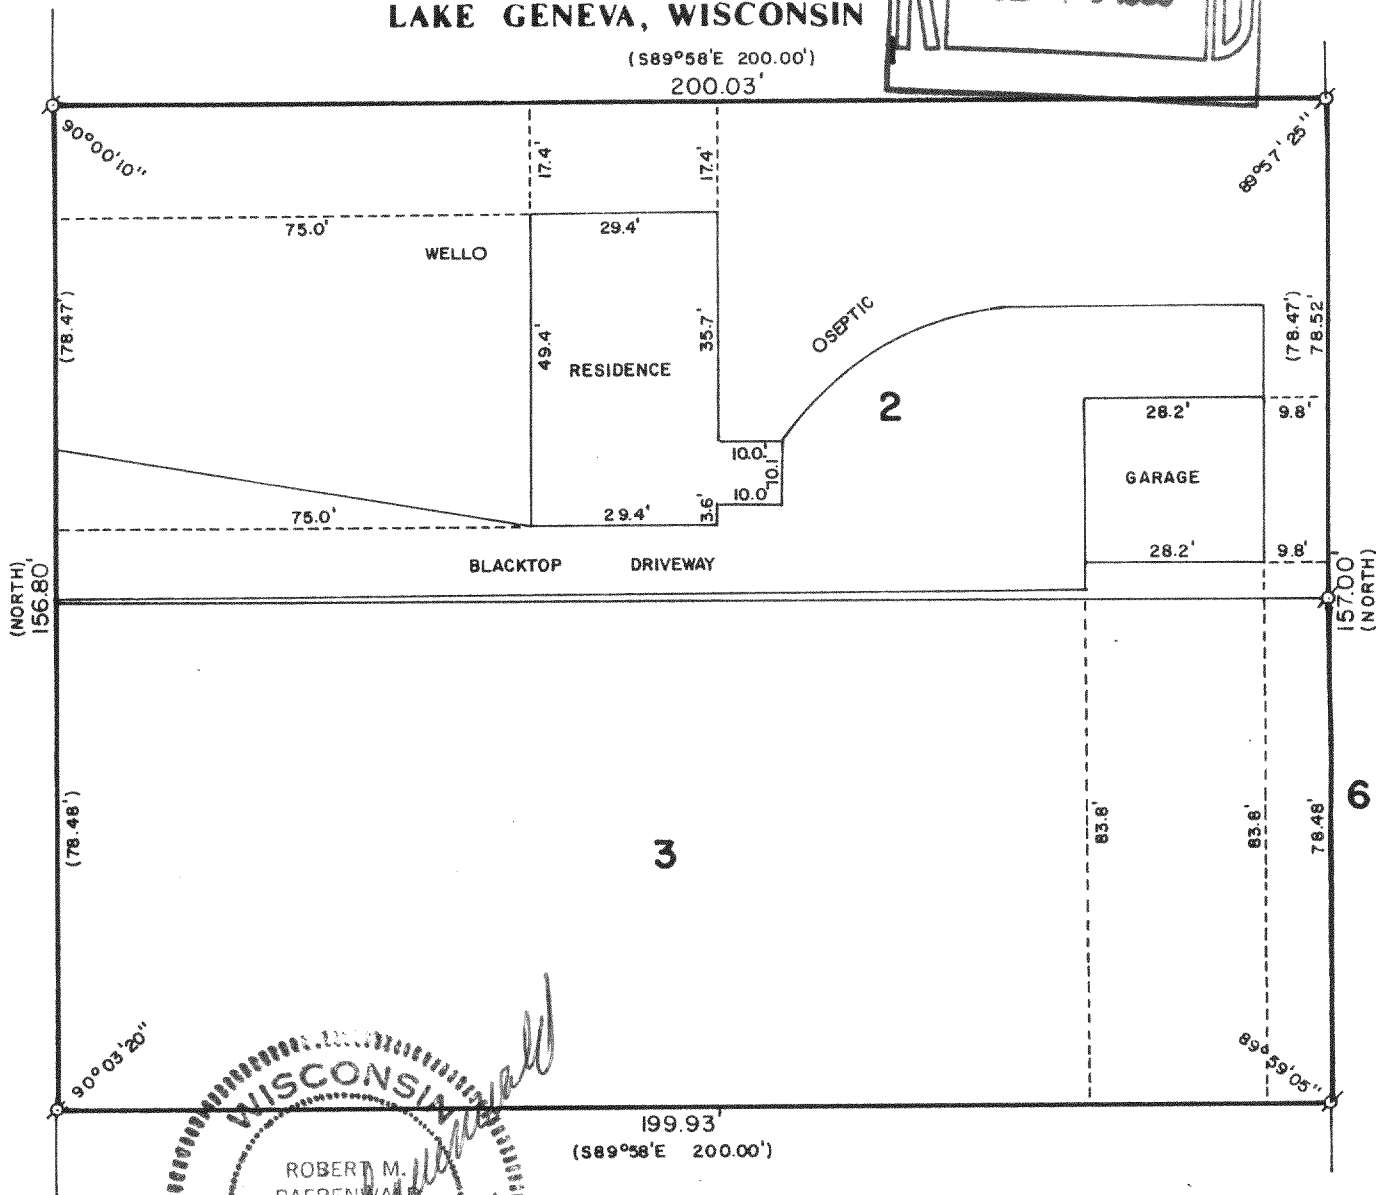 LAKE GENEVA, WISCONSIN
(S89°58'E 200.00')
200.03'
90°00'10"
89°57'25"
17.4'
17.4'
75.0'
29.4'
WELLO
(78.47')
49.4'
35.7'
OSEPTIC
(78.47')
78.52'
RESIDENCE
2
28.2'
9.8'
10.0'
10.1
GARAGE
10.0'
75.0'
29.4'
3.6'
28.2'
9.8'
BLACKTOP DRIVEWAY
(NORTH)
156.80'
157.00'
(NORTH)
(78.48')
3
83.8'
83.8'
78.48'
6
90°03'20"
89°59'05"
WISCONSIN
199.93'
(S89°58'E 200.00')
ROBERT M.